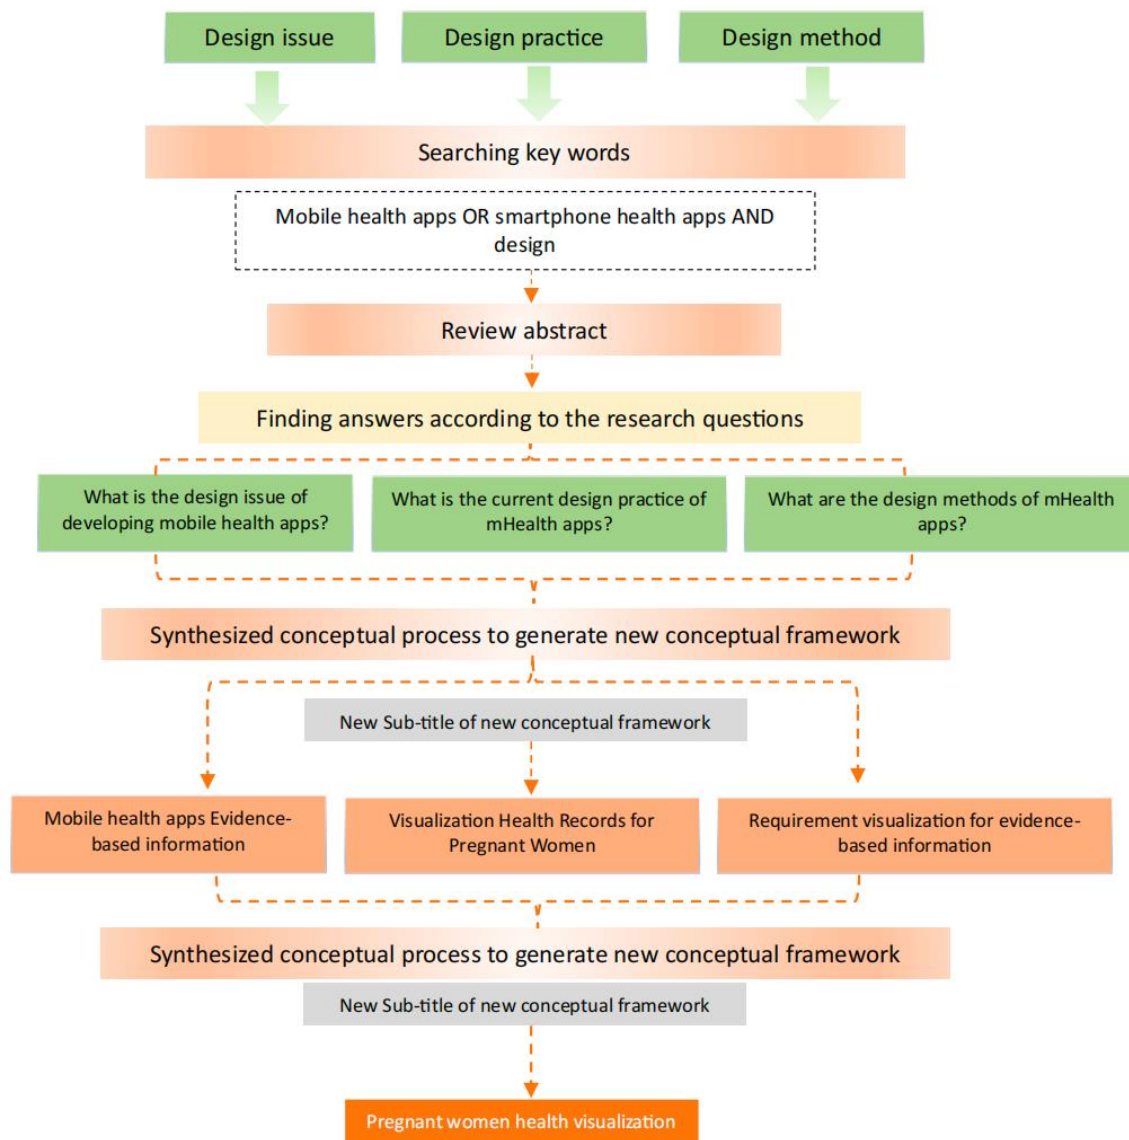 Design issue
Design practice
Design method
Searching key words
Mobile health apps OR smartphone health apps AND
design
Review abstract
Finding answers according to the research questions
What is the design issue of
developing mobile health apps?
What is the current design practice of
mHealth apps?
What are the design methods of mHealth
apps?
Synthesized conceptual process to generate new conceptual framework
New Sub-title of new conceptual framework
Mobile health apps Evidence-
based information
Visualization Health Records for
Pregnant Women
Requirement visualization for evidence-
based information
Synthesized conceptual process to generate new conceptual framework
New Sub-title of new conceptual framework
Pregnant women health visualization